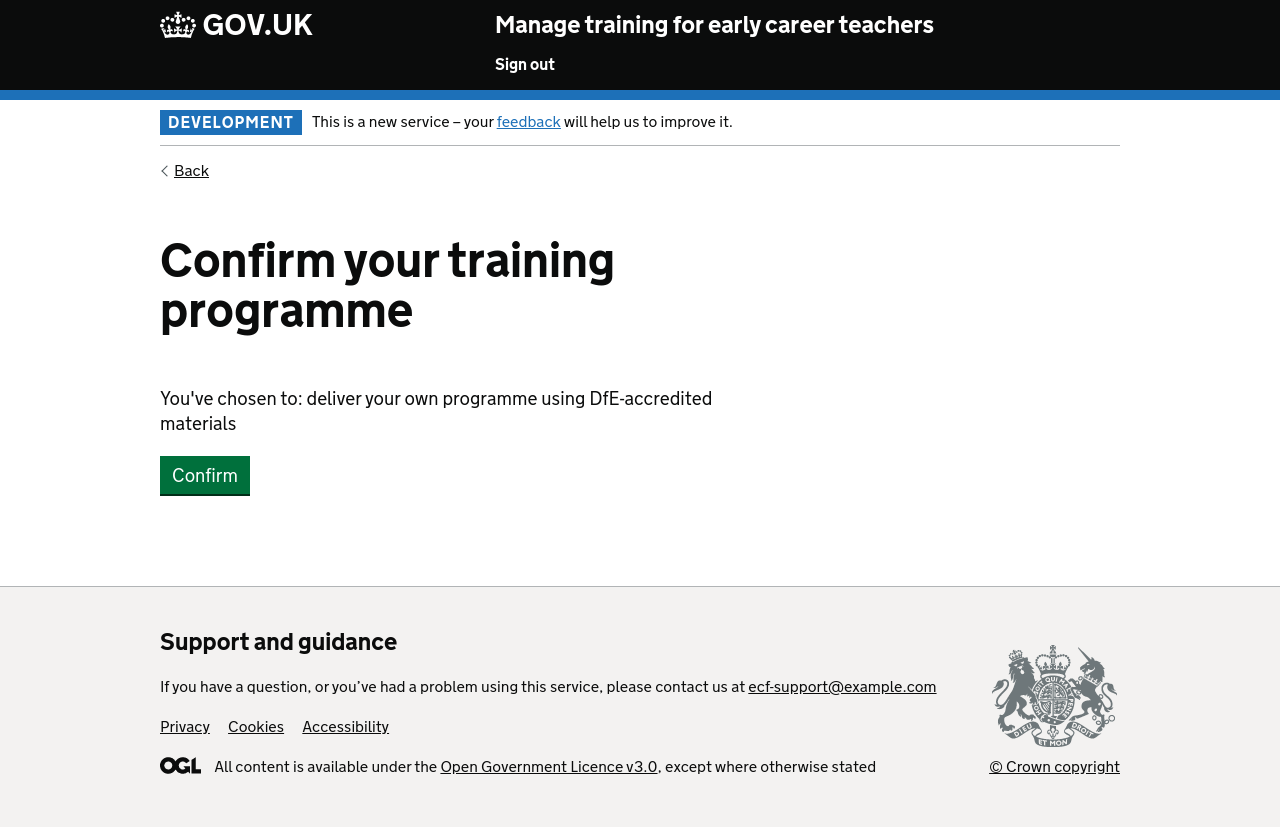 GOV.UK
Manage training for early career teachers
Sign out
DEVELOPMENT
This is a new service – your feedback will help us to improve it.
Back
Confirm your training
programme
You've chosen to: deliver your own programme using DfE-accredited
materials
Confirm
Support and guidance
If you have a question, or you’ve had a problem using this service, please contact us at ecf-support@example.com
Privacy
Cookies
Accessibility
OGL
All content is available under the Open Government Licence v3.0, except where otherwise stated
DIEU ET MON DROIT
© Crown copyright